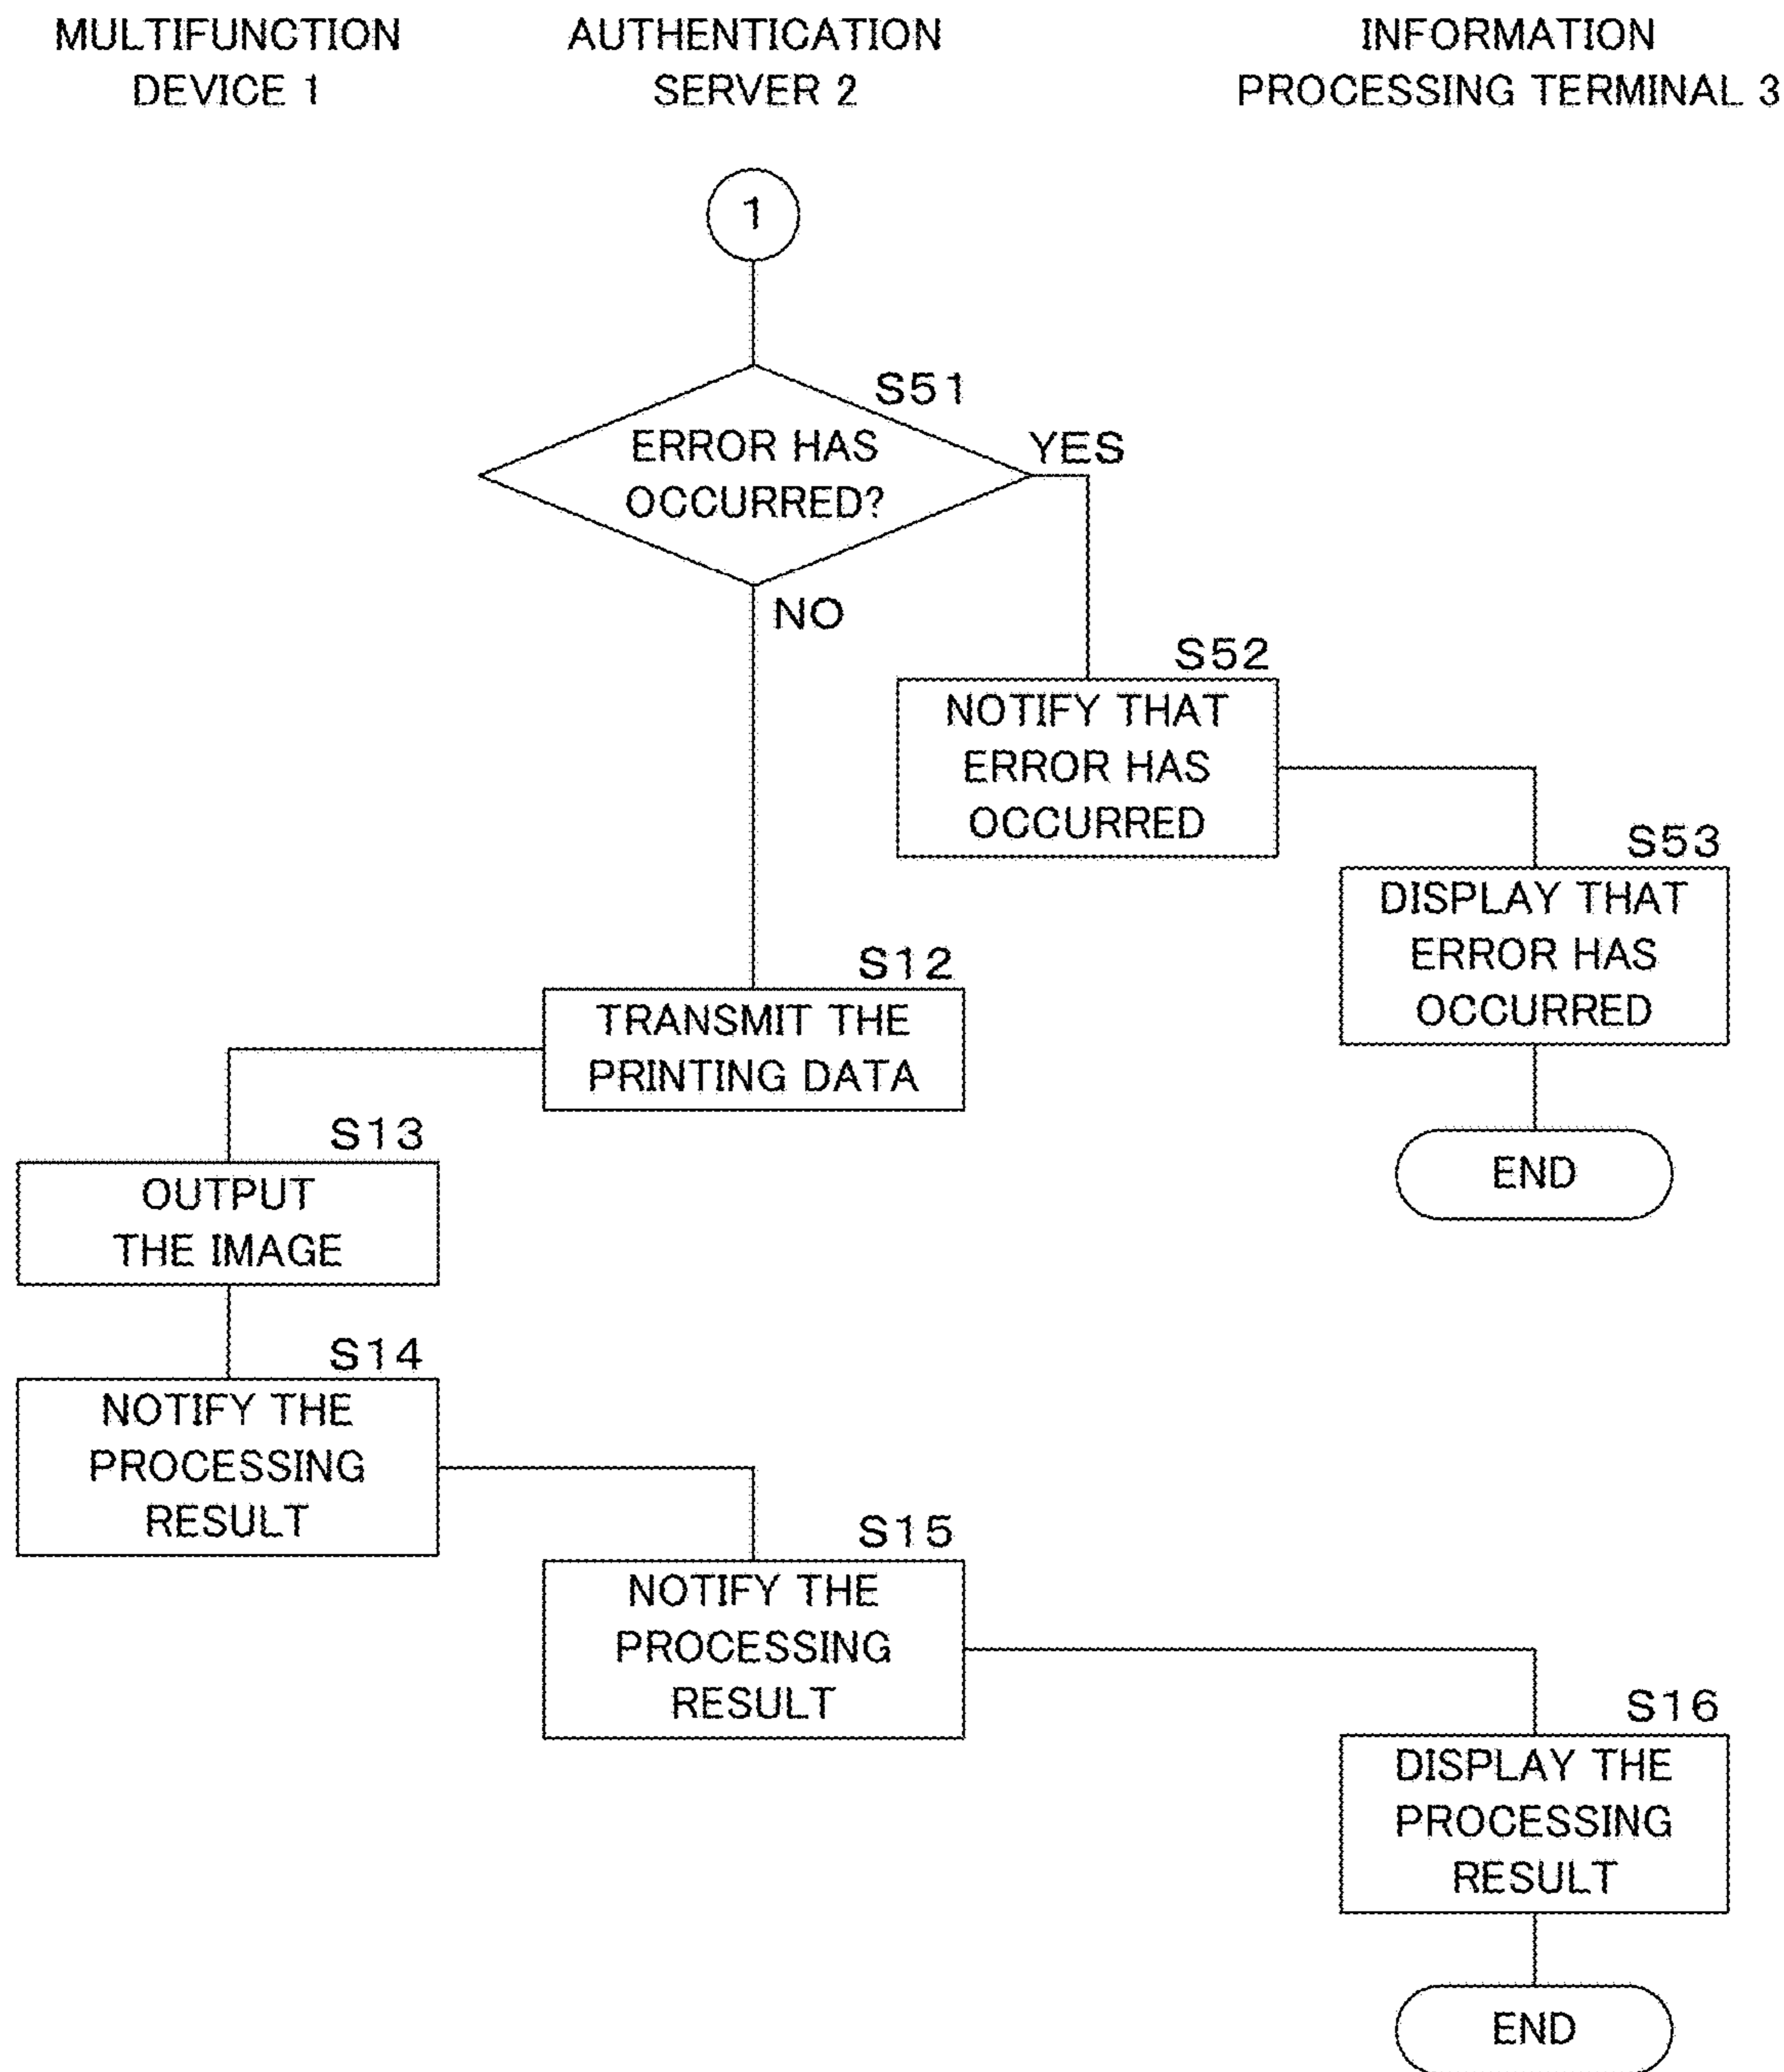 MULTIFUNCTION
DEVICE 1
AUTHENTICATION
SERVER 2
INFORMATION
PROCESSING TERMINAL 3
1
S51
ERROR HAS
OCCURRED?
YES
NO
S52
NOTIFY THAT
ERROR HAS
OCCURRED
S53
DISPLAY THAT
ERROR HAS
OCCURRED
END
S12
TRANSMIT THE
PRINTING DATA
S13
OUTPUT
THE IMAGE
S14
NOTIFY THE
PROCESSING
RESULT
S15
NOTIFY THE
PROCESSING
RESULT
S16
DISPLAY THE
PROCESSING
RESULT
END